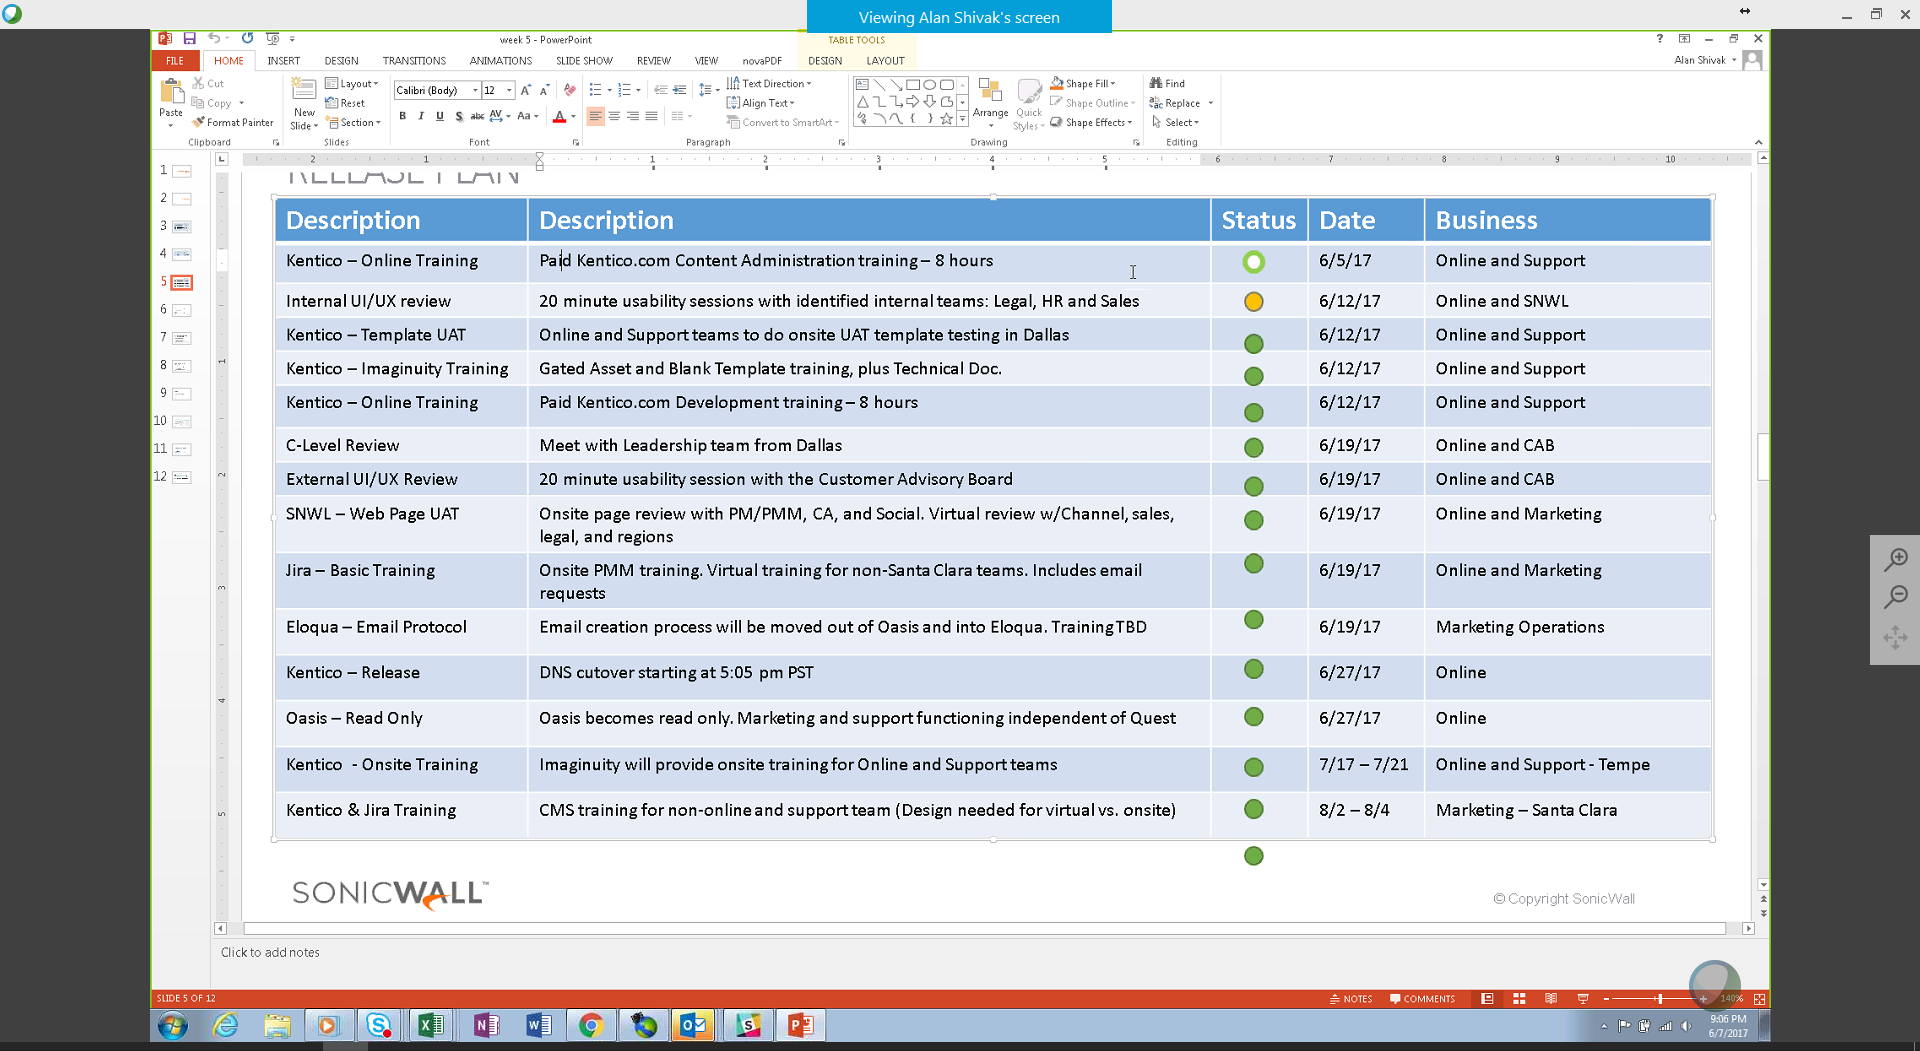 Viewing Alan Shivak's screen
week 5 - PowerPoint
TABLE TOOLS
FILE HOME INSERT DESIGN TRANSITIONS ANIMATIONS SLIDE SHOW REVIEW VIEW novaPDF DESIGN LAYOUT
Alan Shivak
Paste
Cut
Copy
Format Painter
Clipboard
New Slide
Layout
Reset
Section
Slides
Calibri (Body) 12
Font
Text Direction
Align Text
Convert to SmartArt
Paragraph
Arrange
Quick Styles
Shape Fill
Shape Outline
Shape Effects
Drawing
Find
Replace
Select
Editing
2 1 1 2 3 4 5 6 7 8 9 10
1
2
3
4
5
6
7
8
9
10
11
12
1
2
3
4
5
RELEASE PLAN
Description Description Status Date Business
Kentico – Online Training Paid Kentico.com Content Administration training – 8 hours 6/5/17 Online and Support
Internal UI/UX review 20 minute usability sessions with identified internal teams: Legal, HR and Sales 6/12/17 Online and SNWL
Kentico – Template UAT Online and Support teams to do onsite UAT template testing in Dallas 6/12/17 Online and Support
Kentico – Imaginuity Training Gated Asset and Blank Template training, plus Technical Doc. 6/12/17 Online and Support
Kentico – Online Training Paid Kentico.com Development training – 8 hours 6/12/17 Online and Support
C-Level Review Meet with Leadership team from Dallas 6/19/17 Online and CAB
External UI/UX Review 20 minute usability session with the Customer Advisory Board 6/19/17 Online and CAB
SNWL – Web Page UAT Onsite page review with PM/PMM, CA, and Social. Virtual review w/Channel, sales, 6/19/17 Online and Marketing
legal, and regions
Jira – Basic Training Onsite PMM training. Virtual training for non-Santa Clara teams. Includes email 6/19/17 Online and Marketing
requests
Eloqua – Email Protocol Email creation process will be moved out of Oasis and into Eloqua. Training TBD 6/19/17 Marketing Operations
Kentico – Release DNS cutover starting at 5:05 pm PST 6/27/17 Online
Oasis – Read Only Oasis becomes read only. Marketing and support functioning independent of Quest 6/27/17 Online
Kentico - Onsite Training Imaginuity will provide onsite training for Online and Support teams 7/17 – 7/21 Online and Support - Tempe
Kentico & Jira Training CMS training for non-online and support team (Design needed for virtual vs. onsite) 8/2 – 8/4 Marketing – Santa Clara
SONICWALL™
© Copyright SonicWall
Click to add notes
SLIDE 5 OF 12
NOTES COMMENTS 140%
9:06 PM
6/7/2017